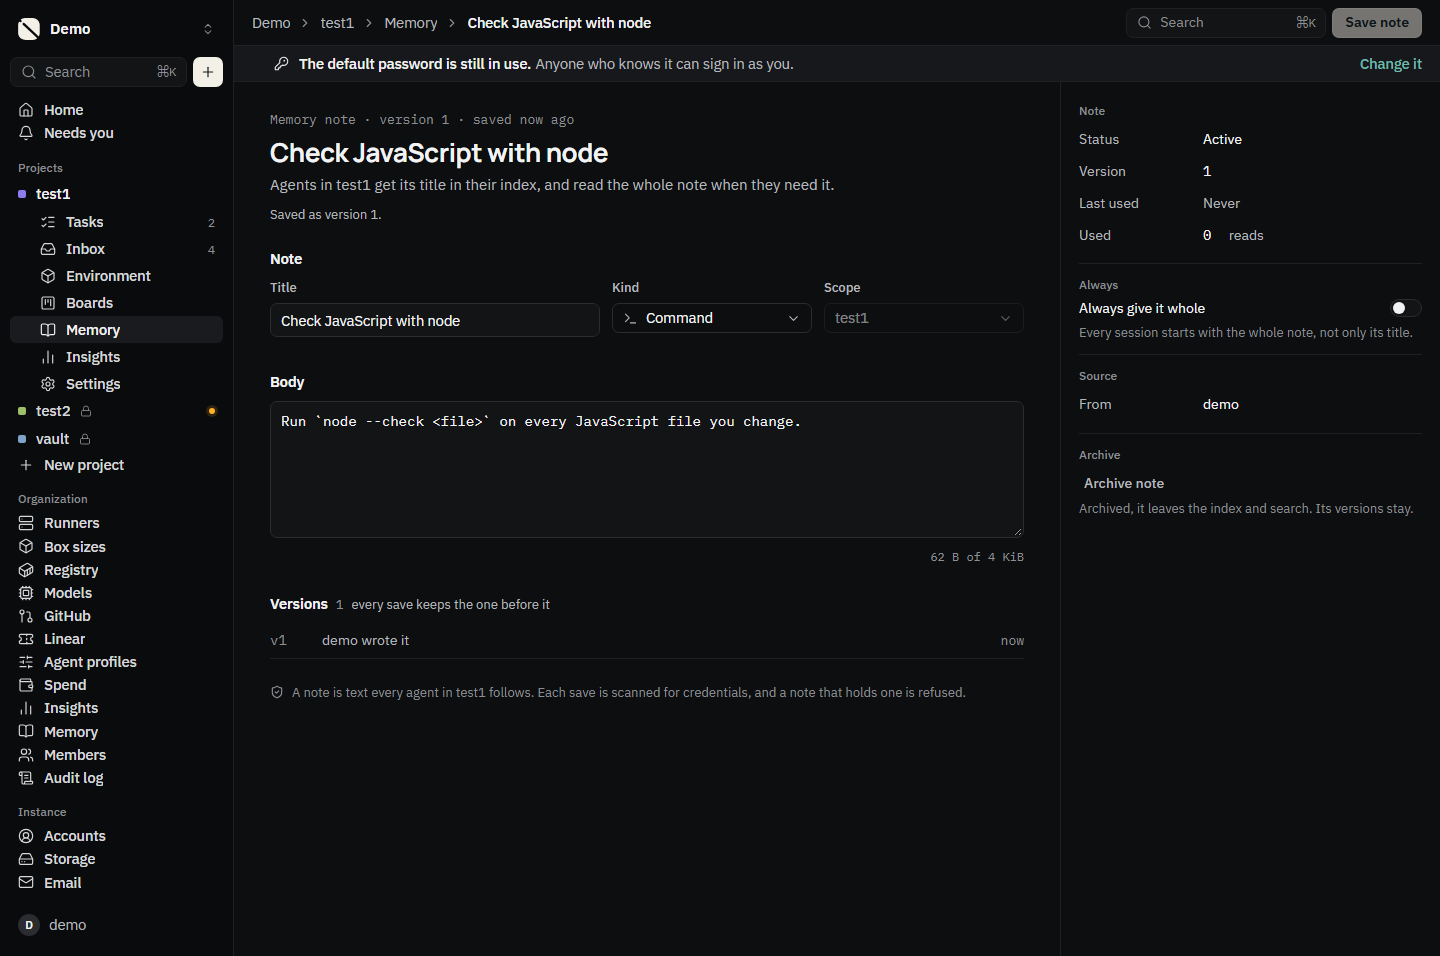 Demo
Search ⌘K
Home
Needs you
Projects
test1
Tasks 2
Inbox 4
Environment
Boards
Memory
Insights
Settings
test2
vault
New project
Organization
Runners
Box sizes
Registry
Models
GitHub
Linear
Agent profiles
Spend
Insights
Memory
Members
Audit log
Instance
Accounts
Storage
Email
D demo
Demo > test1 > Memory > Check JavaScript with node
Search ⌘K
Save note
The default password is still in use. Anyone who knows it can sign in as you.
Change it
Memory note · version 1 · saved now ago
Check JavaScript with node
Agents in test1 get its title in their index, and read the whole note when they need it.
Saved as version 1.
Note
Title Kind Scope
Check JavaScript with node Command test1
Body
Run `node --check <file>` on every JavaScript file you change.
62 B of 4 KiB
Versions 1 every save keeps the one before it
v1 demo wrote it now
A note is text every agent in test1 follows. Each save is scanned for credentials, and a note that holds one is refused.
Note
Status Active
Version 1
Last used Never
Used 0 reads
Always
Always give it whole
Every session starts with the whole note, not only its title.
Source
From demo
Archive
Archive note
Archived, it leaves the index and search. Its versions stay.